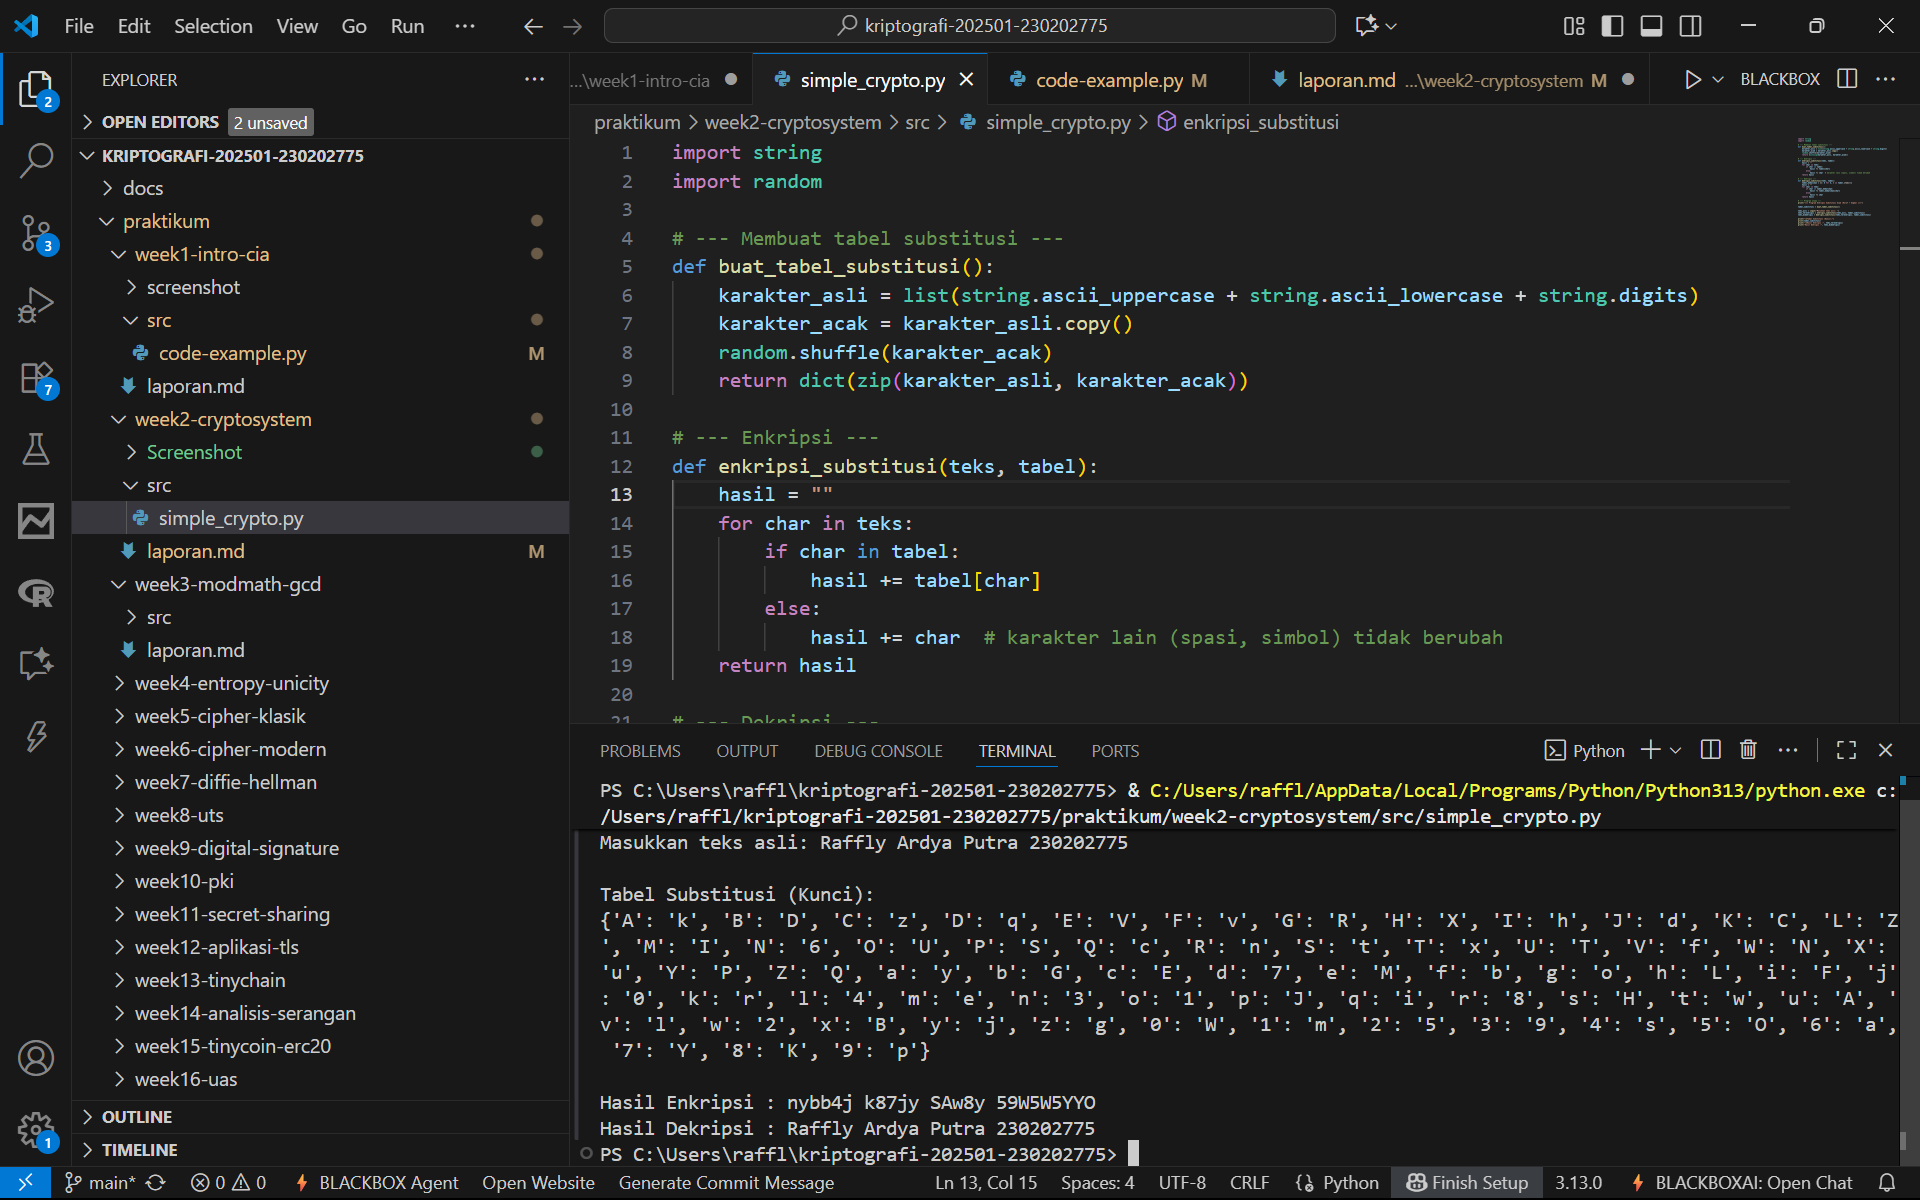 File Edit Selection View Go Run ··· kriptografi-202501-230202775
EXPLORER ···
OPEN EDITORS 2 unsaved
KRIPTOGRAFI-202501-230202775
docs
praktikum
week1-intro-cia
screenshot
src
code-example.py M
laporan.md
week2-cryptosystem
Screenshot
src
simple_crypto.py
laporan.md M
week3-modmath-gcd
src
laporan.md
week4-entropy-unicity
week5-cipher-klasik
week6-cipher-modern
week7-diffie-hellman
week8-uts
week9-digital-signature
week10-pki
week11-secret-sharing
week12-aplikasi-tls
week13-tinychain
week14-analisis-serangan
week15-tinycoin-erc20
week16-uas
OUTLINE
TIMELINE
2
3
7
1
...\week1-intro-cia simple_crypto.py code-example.py M laporan.md ...\week2-cryptosystem M BLACKBOX ···
praktikum > week2-cryptosystem > src > simple_crypto.py > enkripsi_substitusi
1 import string
2 import random
3
4 # --- Membuat tabel substitusi ---
5 def buat_tabel_substitusi():
6 karakter_asli = list(string.ascii_uppercase + string.ascii_lowercase + string.digits)
7 karakter_acak = karakter_asli.copy()
8 random.shuffle(karakter_acak)
9 return dict(zip(karakter_asli, karakter_acak))
10
11 # --- Enkripsi ---
12 def enkripsi_substitusi(teks, tabel):
13 hasil = ""
14 for char in teks:
15 if char in tabel:
16 hasil += tabel[char]
17 else:
18 hasil += char # karakter lain (spasi, simbol) tidak berubah
19 return hasil
20
21 # --- Dekripsi ---
PROBLEMS OUTPUT DEBUG CONSOLE TERMINAL PORTS Python ···
PS C:\Users\raffl\kriptografi-202501-230202775> & C:/Users/raffl/AppData/Local/Programs/Python/Python313/python.exe c:
/Users/raffl/kriptografi-202501-230202775/praktikum/week2-cryptosystem/src/simple_crypto.py
Masukkan teks asli: Raffly Ardya Putra 230202775
Tabel Substitusi (Kunci):
{'A': 'k', 'B': 'D', 'C': 'z', 'D': 'q', 'E': 'V', 'F': 'v', 'G': 'R', 'H': 'X', 'I': 'h', 'J': 'd', 'K': 'C', 'L': 'Z
', 'M': 'I', 'N': '6', 'O': 'U', 'P': 'S', 'Q': 'c', 'R': 'n', 'S': 't', 'T': 'x', 'U': 'T', 'V': 'f', 'W': 'N', 'X':
'u', 'Y': 'P', 'Z': 'Q', 'a': 'y', 'b': 'G', 'c': 'E', 'd': '7', 'e': 'M', 'f': 'b', 'g': 'o', 'h': 'L', 'i': 'F', 'j'
: '0', 'k': 'r', 'l': '4', 'm': 'e', 'n': '3', 'o': '1', 'p': 'J', 'q': 'i', 'r': '8', 's': 'H', 't': 'w', 'u': 'A', '
v': 'l', 'w': '2', 'x': 'B', 'y': 'j', 'z': 'g', '0': 'W', '1': 'm', '2': '5', '3': '9', '4': 's', '5': 'O', '6': 'a',
'7': 'Y', '8': 'K', '9': 'p'}
Hasil Enkripsi : nybb4j k87jy SAw8y 59W5W5YYO
Hasil Dekripsi : Raffly Ardya Putra 230202775
PS C:\Users\raffl\kriptografi-202501-230202775>
main* 0 0 BLACKBOX Agent Open Website Generate Commit Message Ln 13, Col 15 Spaces: 4 UTF-8 CRLF {} Python Finish Setup 3.13.0 BLACKBOXAI: Open Chat